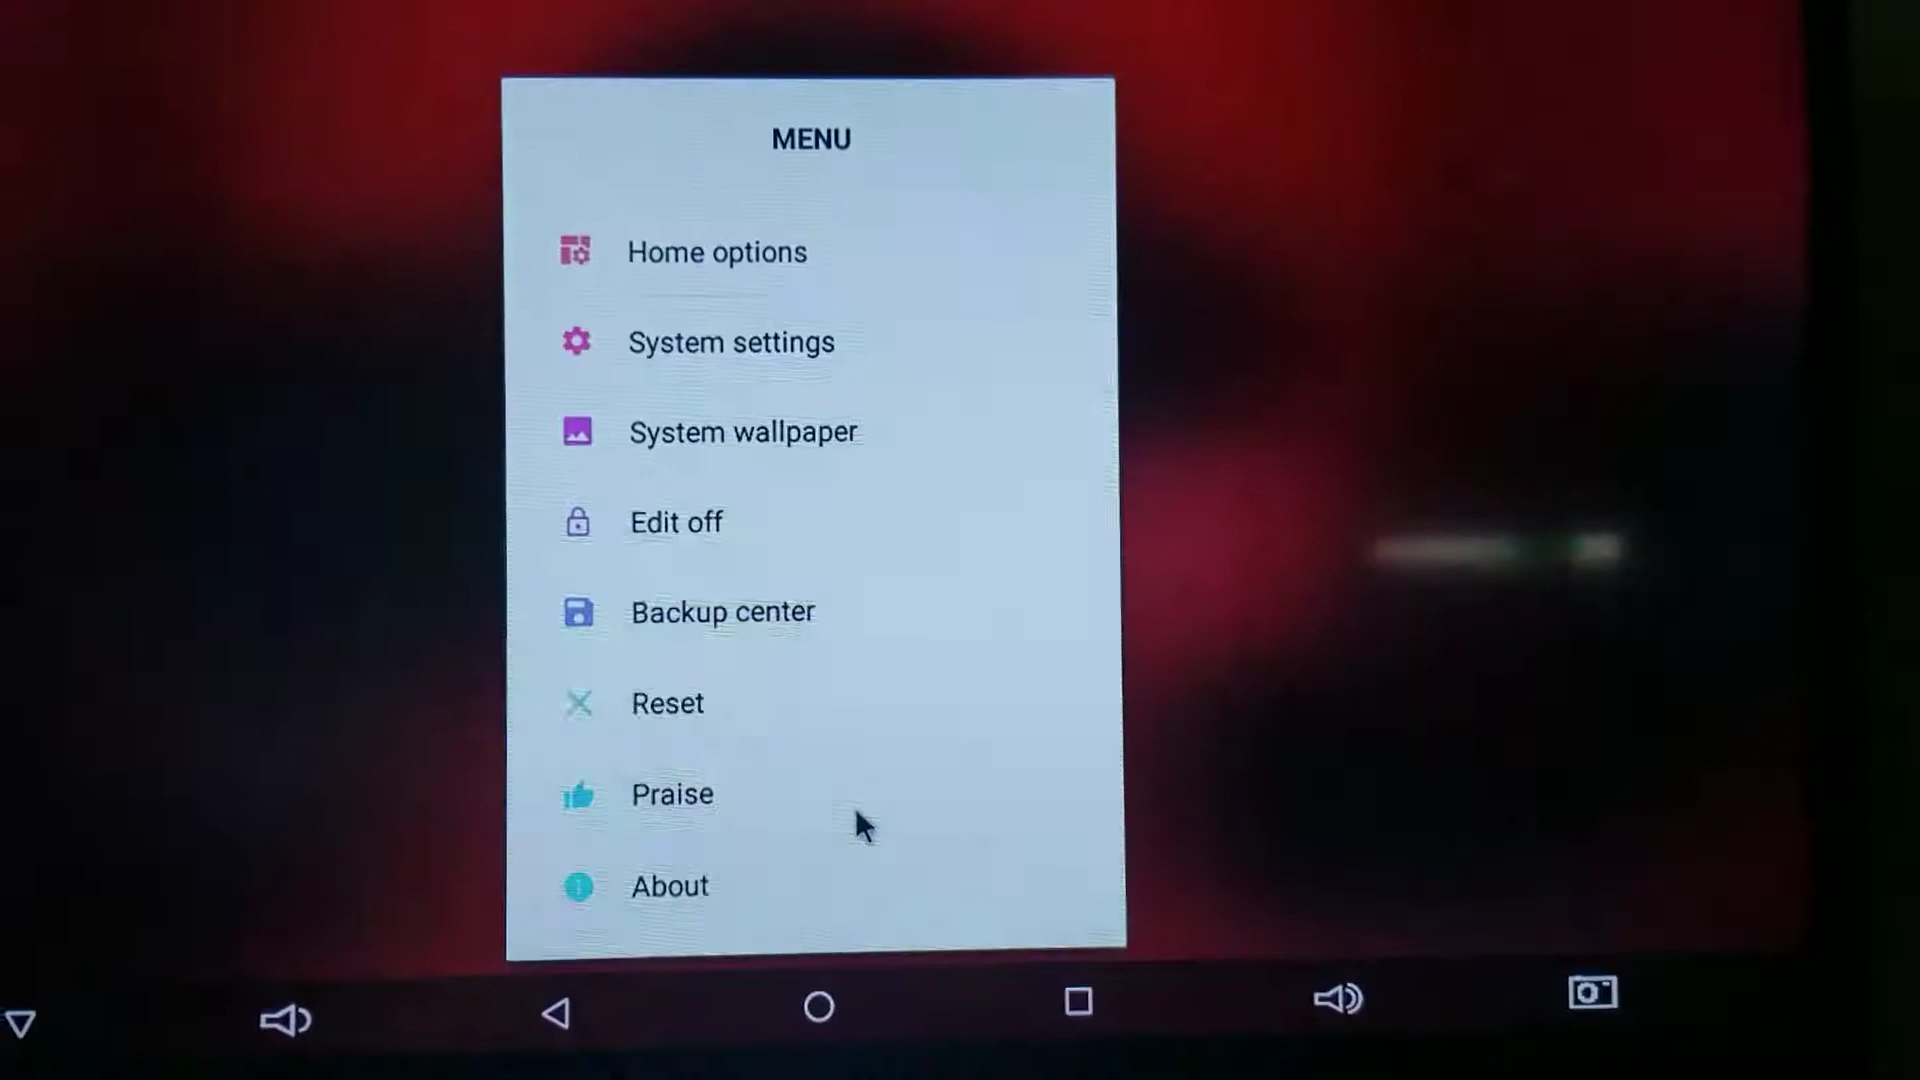 MENU
Home options
System settings
System wallpaper
Edit off
Backup center
Reset
Praise
About